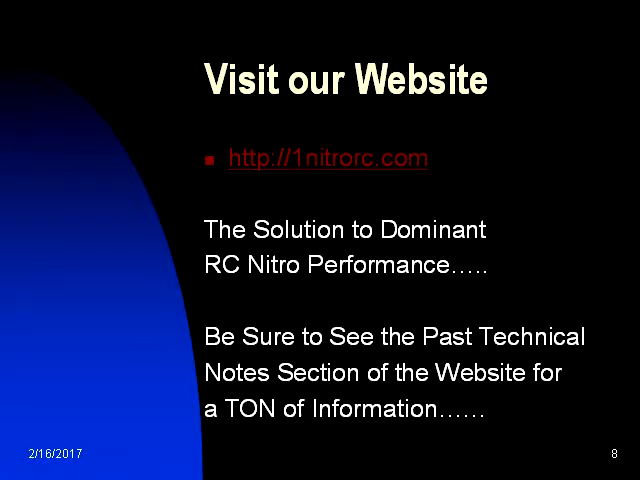 Visit our Website
http://1nitrorc.com
The Solution to Dominant
RC Nitro Performance.....
Be Sure to See the Past Technical
Notes Section of the Website for
a TON of Information......
2/16/2017
8